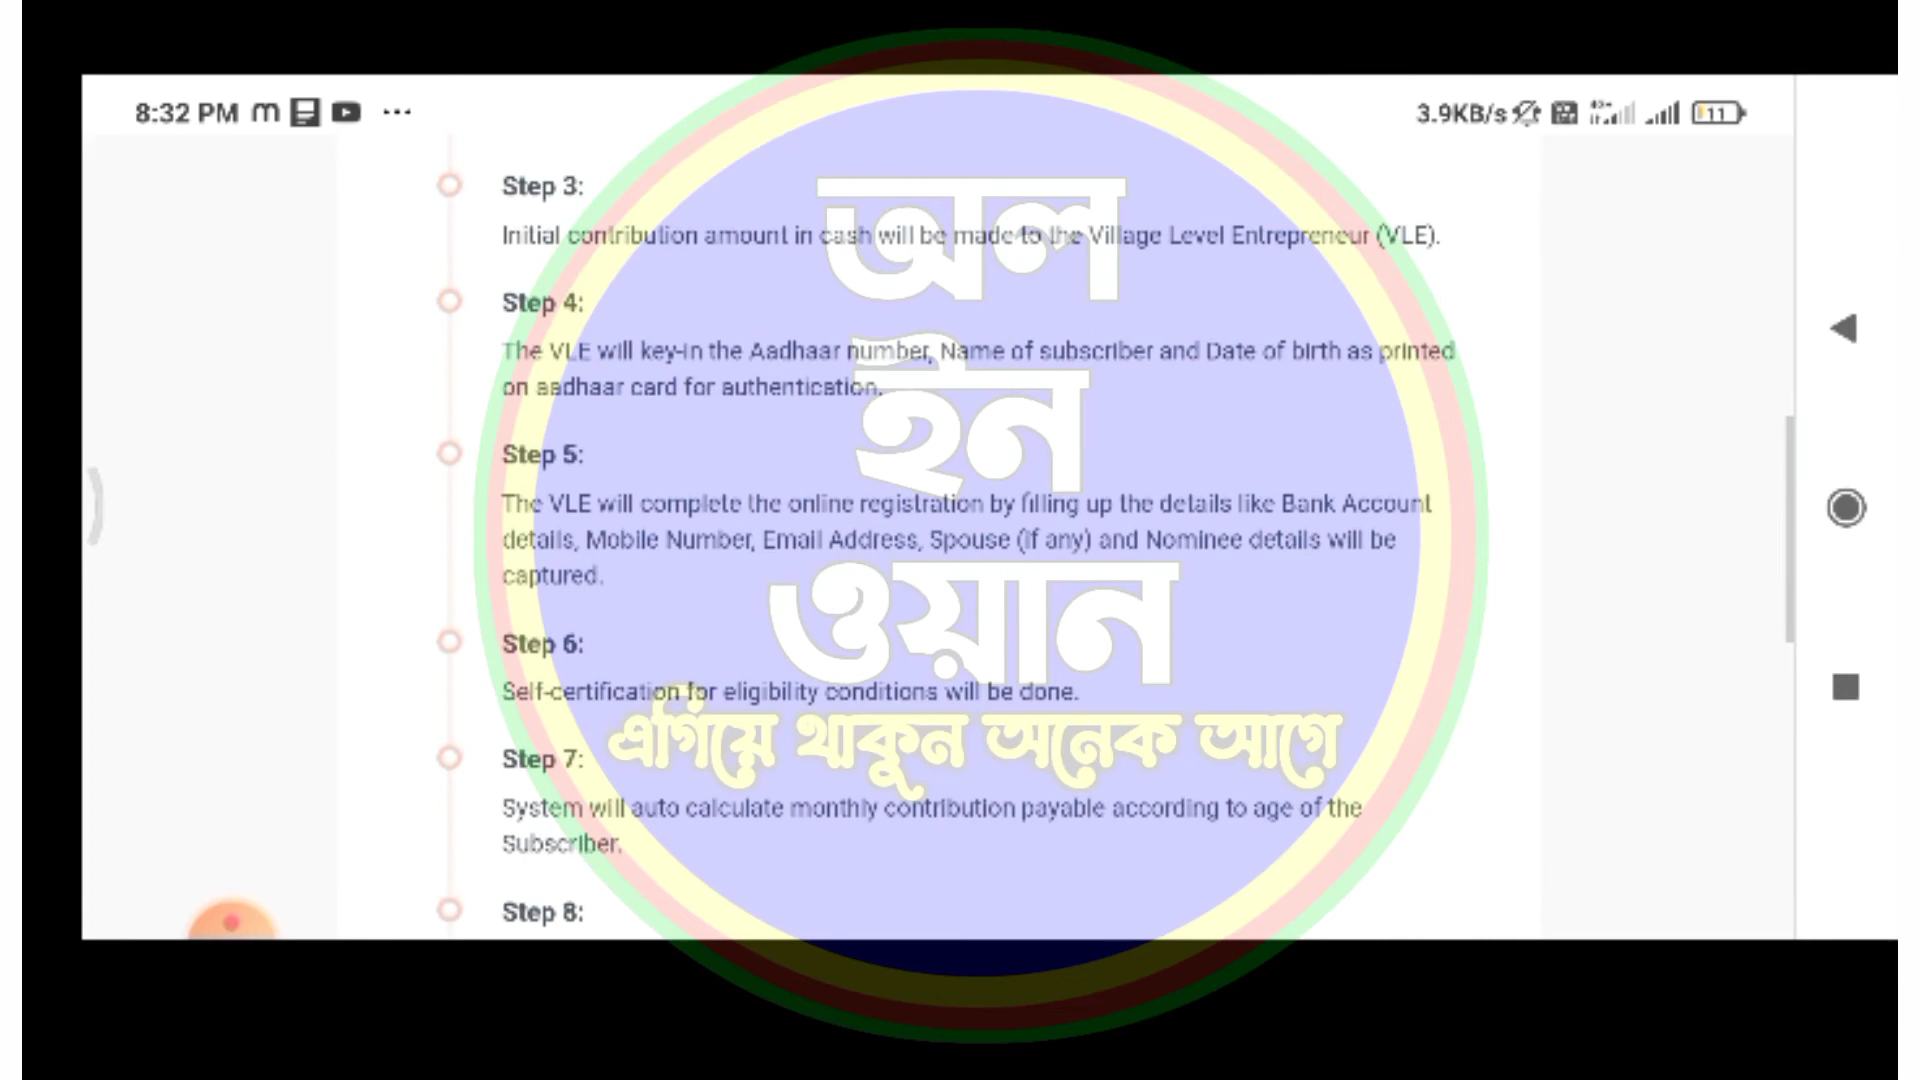 8:32 PM
3.9KB/s
11
Step 3:
Initial contribution amount in cash will be made to the Village Level Entrepreneur (VLE).
Step 4:
The VLE will key-in the Aadhaar number, Name of subscriber and Date of birth as printed
on aadhaar card for authentication.
Step 5:
The VLE will complete the online registration by filling up the details like Bank Account
details, Mobile Number, Email Address, Spouse (if any) and Nominee details will be
captured.
Step 6:
Self-certification for eligibility conditions will be done.
Step 7:
System will auto calculate monthly contribution payable according to age of the
Subscriber.
Step 8:
অল
ইন
ওয়ান
এগিয়ে থাকুন অনেক আগে